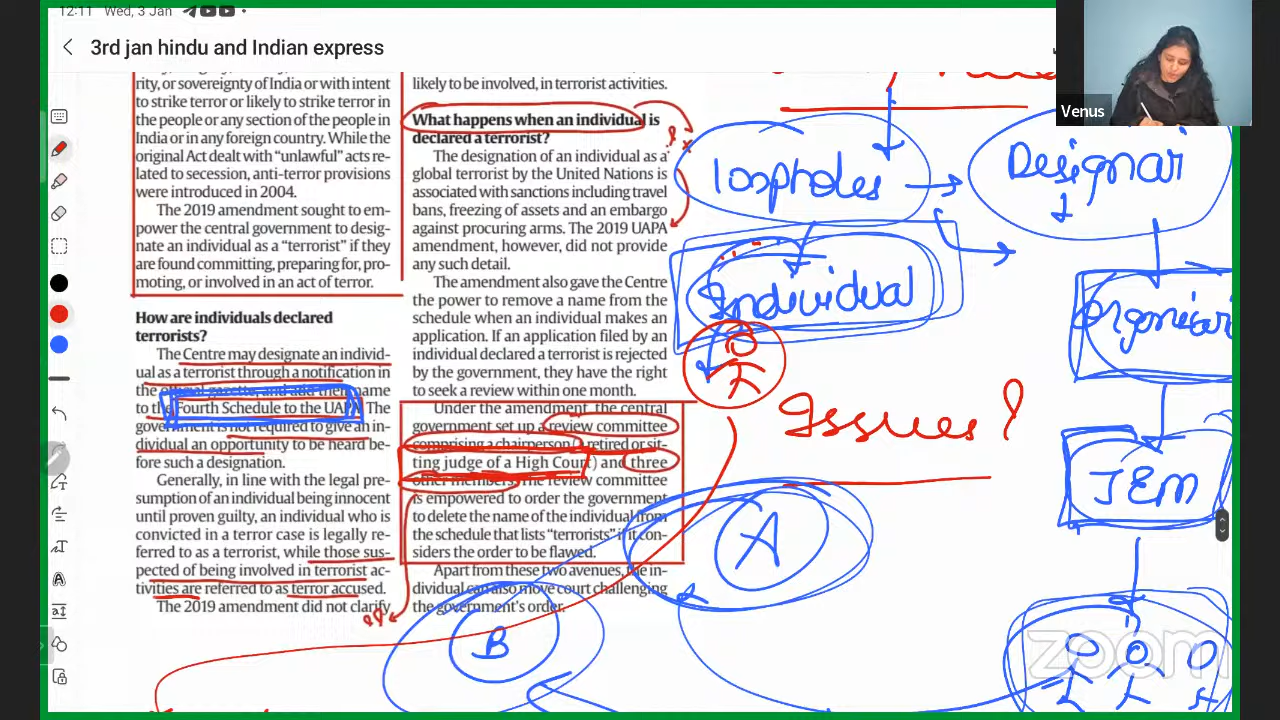 12:11 Wed, 3 Jan
3rd jan hindu and Indian express
Venus
rity, or sovereignty of India or with intent
to strike terror or likely to strike terror in
the people or any section of the people in
India or in any foreign country. While the
original Act dealt with “unlawful” acts re-
lated to secession, anti-terror provisions
were introduced in 2004.
The 2019 amendment sought to em-
power the central government to desig-
nate an individual as a “terrorist” if they
are found committing, preparing for, pro-
moting, or involved in an act of terror.
How are individuals declared
terrorists?
The Centre may designate an individ-
ual as a terrorist through a notification in
the official gazette, and add their name
to the Fourth Schedule to the UAPA. The
government is not required to give an in-
dividual an opportunity to be heard be-
fore such a designation.
Generally, in line with the legal pre-
sumption of an individual being innocent
until proven guilty, an individual who is
convicted in a terror case is legally re-
ferred to as a terrorist, while those sus-
pected of being involved in terrorist ac-
tivities are referred to as terror accused.
The 2019 amendment did not clarify
likely to be involved, in terrorist activities.
What happens when an individual is
declared a terrorist?
The designation of an individual as a
global terrorist by the United Nations is
associated with sanctions including travel
bans, freezing of assets and an embargo
against procuring arms. The 2019 UAPA
amendment, however, did not provide
any such detail.
The amendment also gave the Centre
the power to remove a name from the
schedule when an individual makes an
application. If an application filed by an
individual declared a terrorist is rejected
by the government, they have the right
to seek a review within one month.
Under the amendment, the central
government set up a review committee
comprising a chairperson (a retired or sit-
ting judge of a High Court) and three
other members. The review committee
is empowered to order the government
to delete the name of the individual from
the schedule that lists “terrorists” if it con-
siders the order to be flawed.
Apart from these two avenues, the in-
dividual can also move court challenging
the government's order.
loopholes
Individual
Issues?
JEM
A
B
zoom